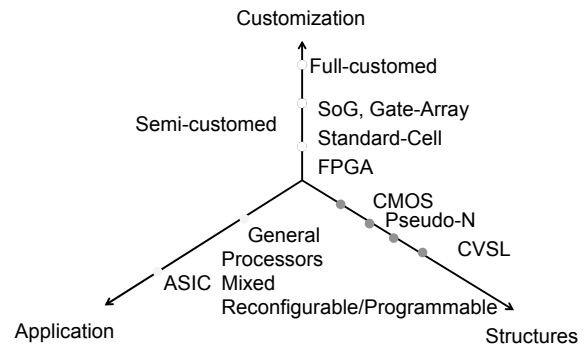 Customization
Full-customed
SoG, Gate-Array
Semi-customed
Standard-Cell
FPGA
CMOS
Pseudo-N
General
CVSL
Processors
ASIC Mixed
Reconfigurable/Programmable
Application
Structures